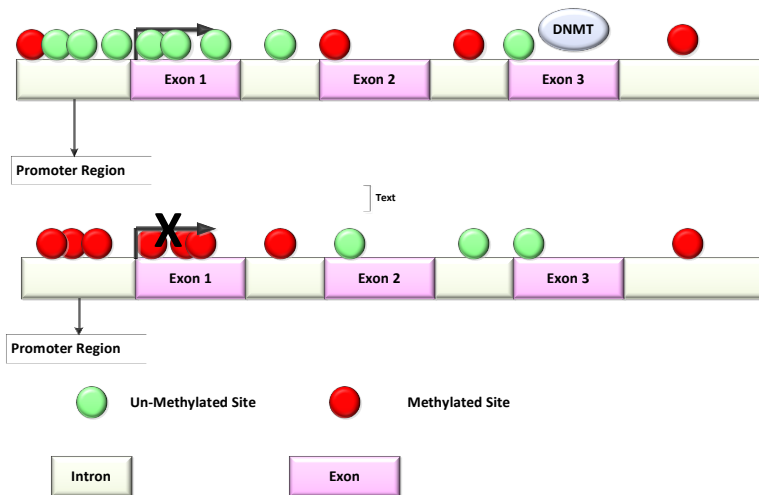 DNMT
Exon 1
Exon 2
Exon 3
Promoter Region
Text
X
Exon 1
Exon 2
Exon 3
Promoter Region
Un-Methylated Site
Methylated Site
Intron
Exon